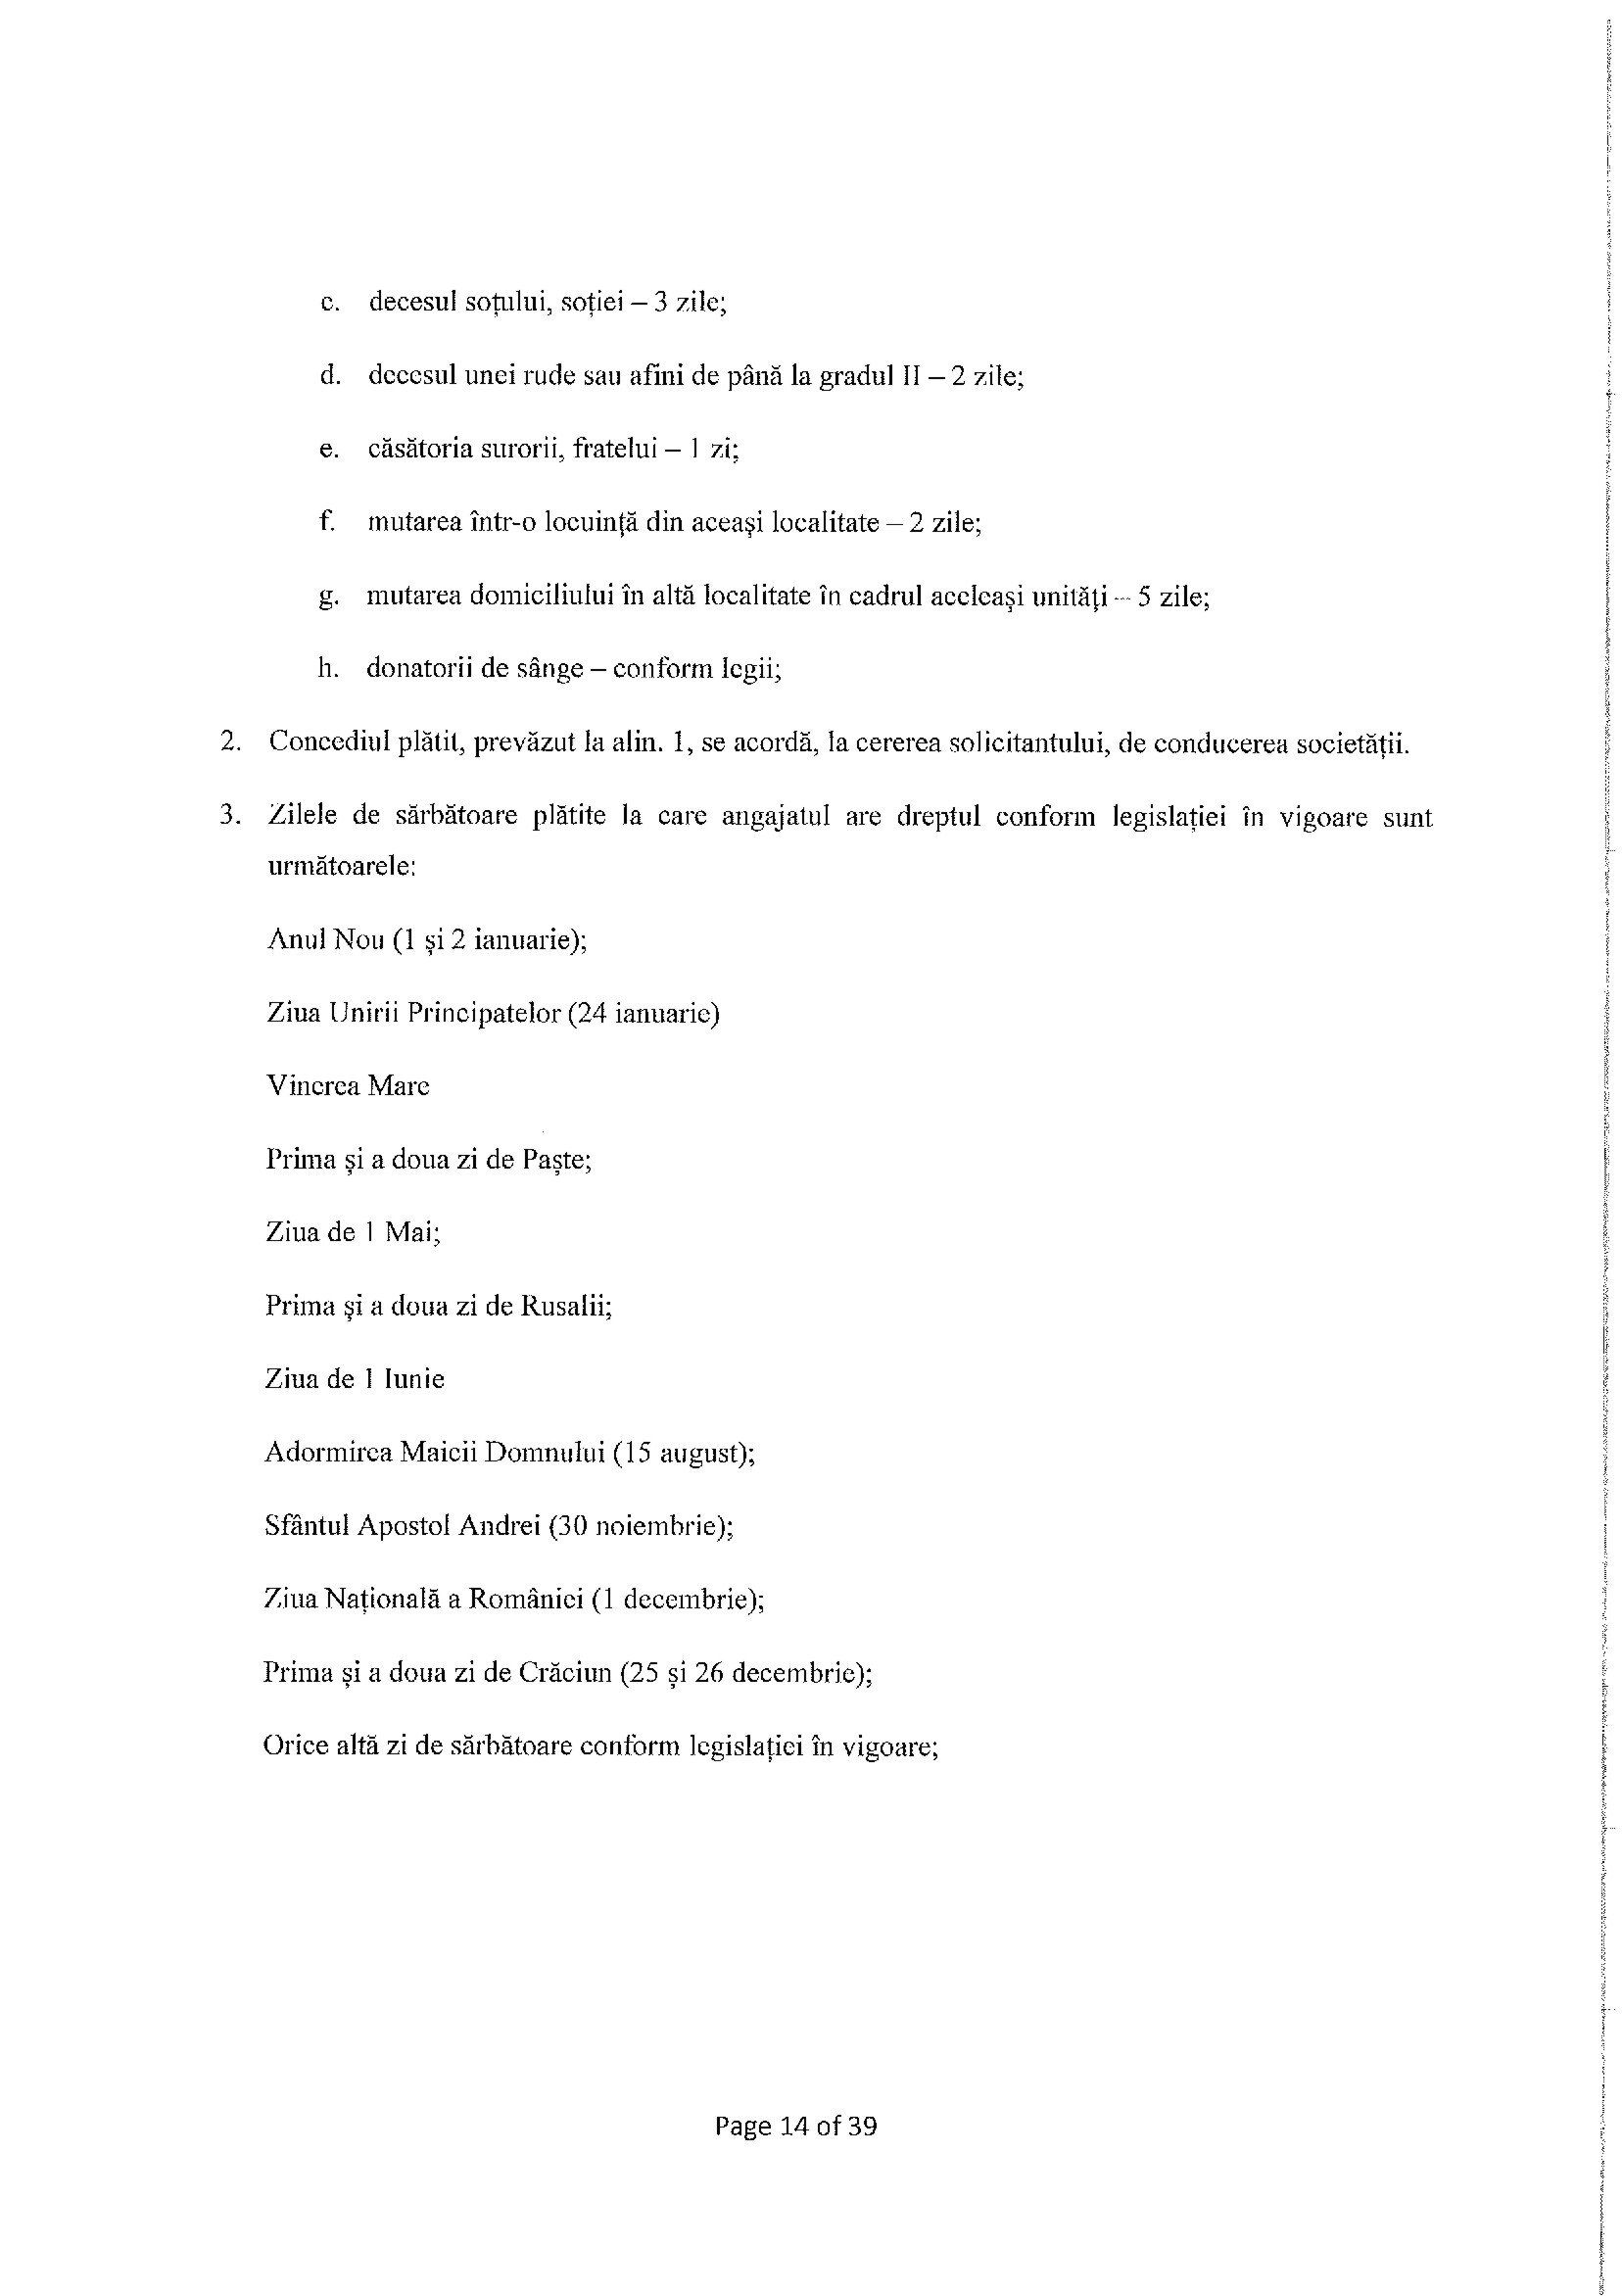 c. decesul soțului, soției – 3 zile;
d. decesul unei rude sau afini de până la gradul II – 2 zile;
e. căsătoria surorii, fratelui – 1 zi;
f. mutarea într-o locuință din aceași localitate – 2 zile;
g. mutarea domiciliului în altă localitate în cadrul acelcași unități – 5 zile;
h. donatorii de sânge – conform legii;
2. Concediul plătit, prevăzut la alin. 1, se acordă, la cererea solicitantului, de conducerea societății.
3. Zilele de sărbătoare plătite la care angajatul are dreptul conform legislației în vigoare sunt
următoarele:
Anul Nou (1 și 2 ianuarie);
Ziua Unirii Principatelor (24 ianuarie)
Vinerea Mare
Prima și a doua zi de Paște;
Ziua de 1 Mai;
Prima și a doua zi de Rusalii;
Ziua de 1 Iunie
Adormirea Maicii Domnului (15 august);
Sfântul Apostol Andrei (30 noiembrie);
Ziua Națională a României (1 decembrie);
Prima și a doua zi de Crăciun (25 și 26 decembrie);
Orice altă zi de sărbătoare conform legislației în vigoare;
Page 14 of 39